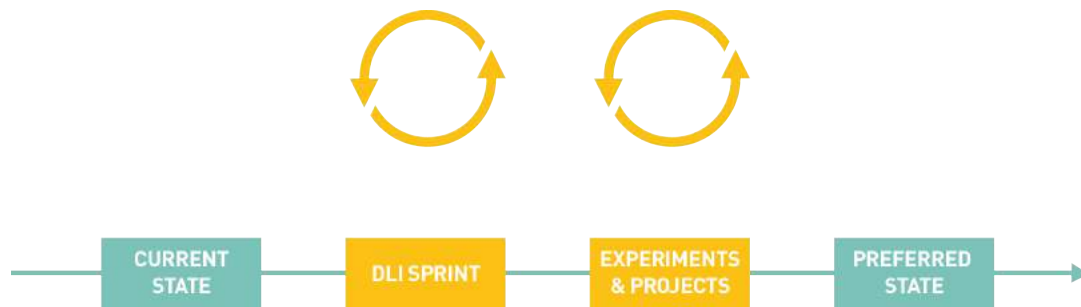 CURRENT
STATE
DLI SPRINT
EXPERIMENTS
& PROJECTS
PREFERRED
STATE